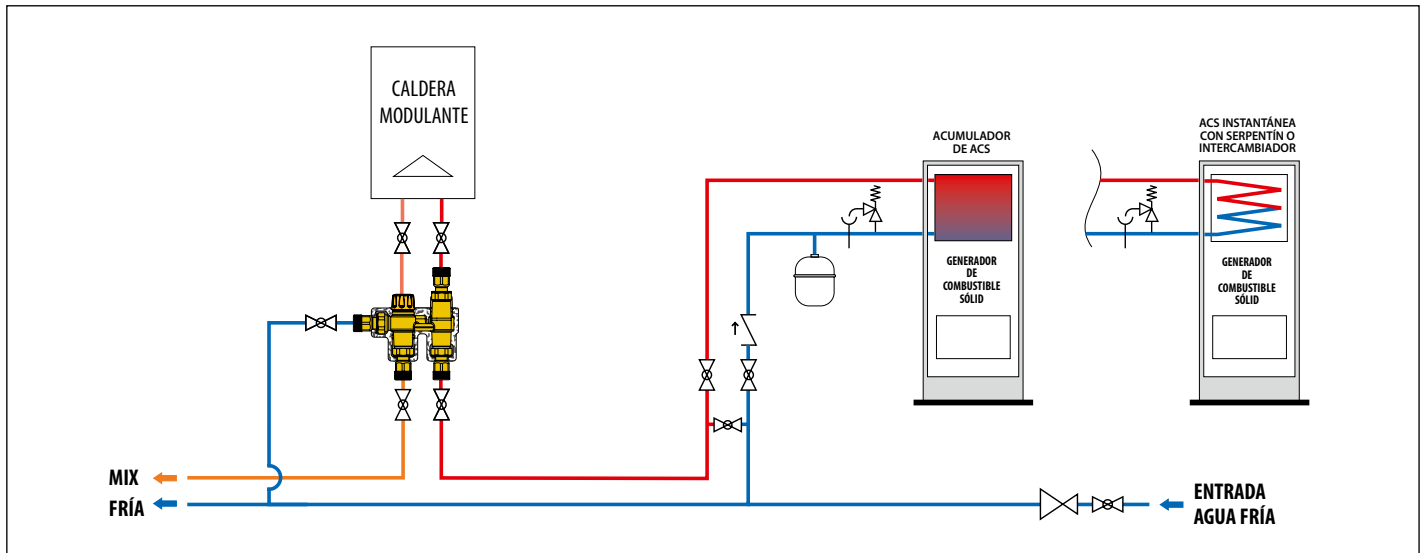 CALDERA
MODULANTE
ACUMULADOR
DE ACS
GENERADOR
DE
COMBUSTIBLE
SÓLID
ACS INSTANTÁNEA
CON SERPENTÍN O
INTERCAMBIADOR
GENERADOR
DE
COMBUSTIBLE
SÓLID
MIX
FRÍA
ENTRADA
AGUA FRÍA